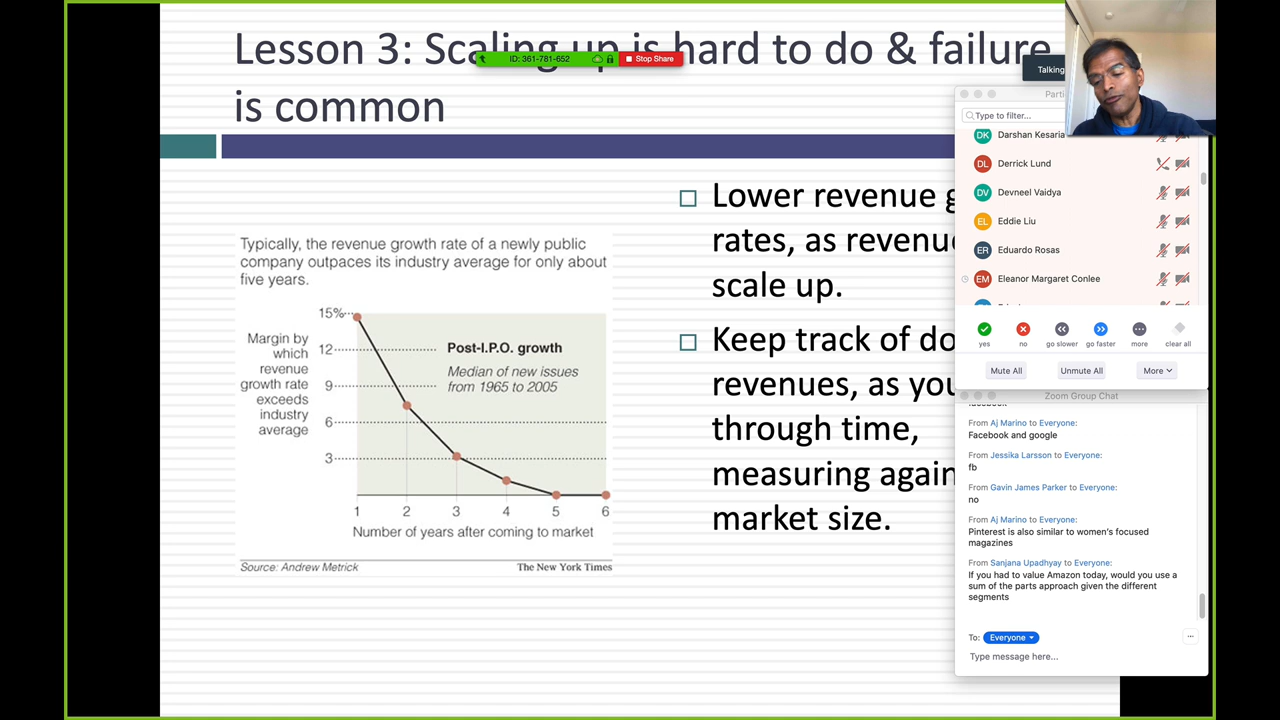 Lesson 3: Scaling up is hard to do & failure
is common
ID: 361-781-652
Stop Share
Talking
Typically, the revenue growth rate of a newly public
company outpaces its industry average for only about
five years.
15%
12
9
6
3
Margin by
which
revenue
growth rate
exceeds
industry
average
Post-I.P.O. growth
Median of new issues
from 1965 to 2005
1 2 3 4 5 6
Number of years after coming to market
Source: Andrew Metrick
The New York Times
Lower revenue
rates, as
scale up.
Keep track of
revenues, as
through time,
measuring
market size.
Type to filter...
DK Darshan Kesaria
DL Derrick Lund
DV Devneel Vaidya
EL Eddie Liu
ER Eduardo Rosas
EM Eleanor Margaret Conlee
yes no go slower go faster more clear all
Mute All Unmute All More
Zoom Group Chat
From Aj Marino to Everyone:
Facebook and google
From Jessika Larsson to Everyone:
fb
From Gavin James Parker to Everyone:
no
From Aj Marino to Everyone:
Pinterest is also similar to women's focused
magazines
From Sanjana Upadhyay to Everyone:
If you had to value Amazon today, would you use a
sum of the parts approach given the different
segments
To: Everyone
Type message here...